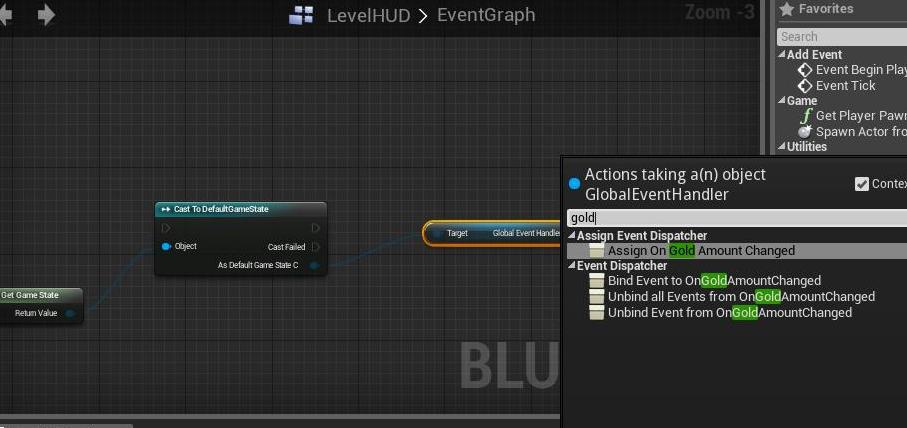 LevelHUD > EventGraph
Zoom -3
Favorites
Search
Add Event
Event Begin Play
Event Tick
Game
Get Player Pawn
Spawn Actor fro
Utilities
Actions taking a(n) object
GlobalEventHandler
Contex
gold
Assign Event Dispatcher
Assign On Gold Amount Changed
Event Dispatcher
Bind Event to OnGoldAmountChanged
Unbind all Events from OnGoldAmountChanged
Unbind Event from OnGoldAmountChanged
Cast To DefaultGameState
Object
Cast Failed
As Default Game State C
Target
Global Event Handler
Get Game State
Return Value
BLU